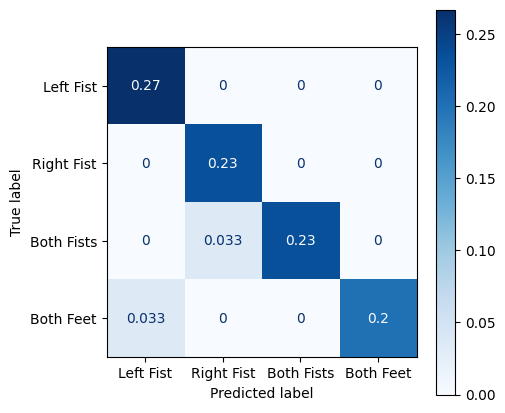 Left Fist 0.27 0 0 0
Right Fist 0 0.23 0 0
Both Fists 0 0.033 0.23 0
Both Feet 0.033 0 0 0.2
Left Fist Right Fist Both Fists Both Feet
Predicted label
True label
0.25
0.20
0.15
0.10
0.05
0.00